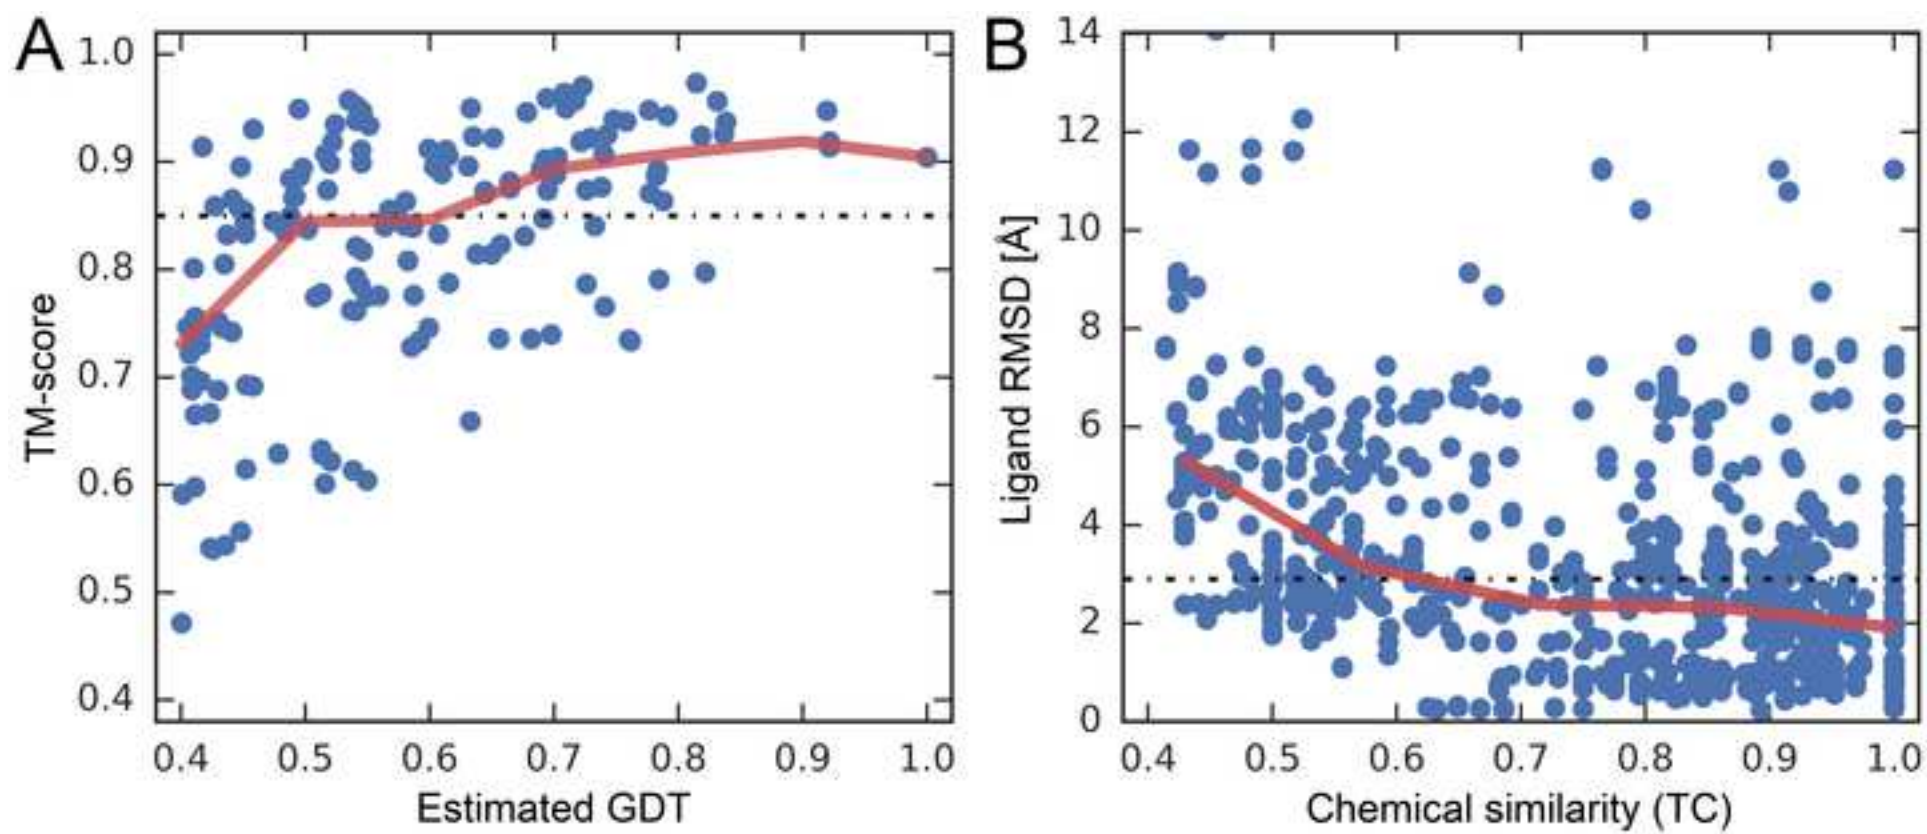 A
TM-score
1.0
0.9
0.8
0.7
0.6
0.5
0.4
0.4 0.5 0.6 0.7 0.8 0.9 1.0
Estimated GDT
B
Ligand RMSD [Å]
14
12
10
8
6
4
2
0
0.4 0.5 0.6 0.7 0.8 0.9 1.0
Chemical similarity (TC)